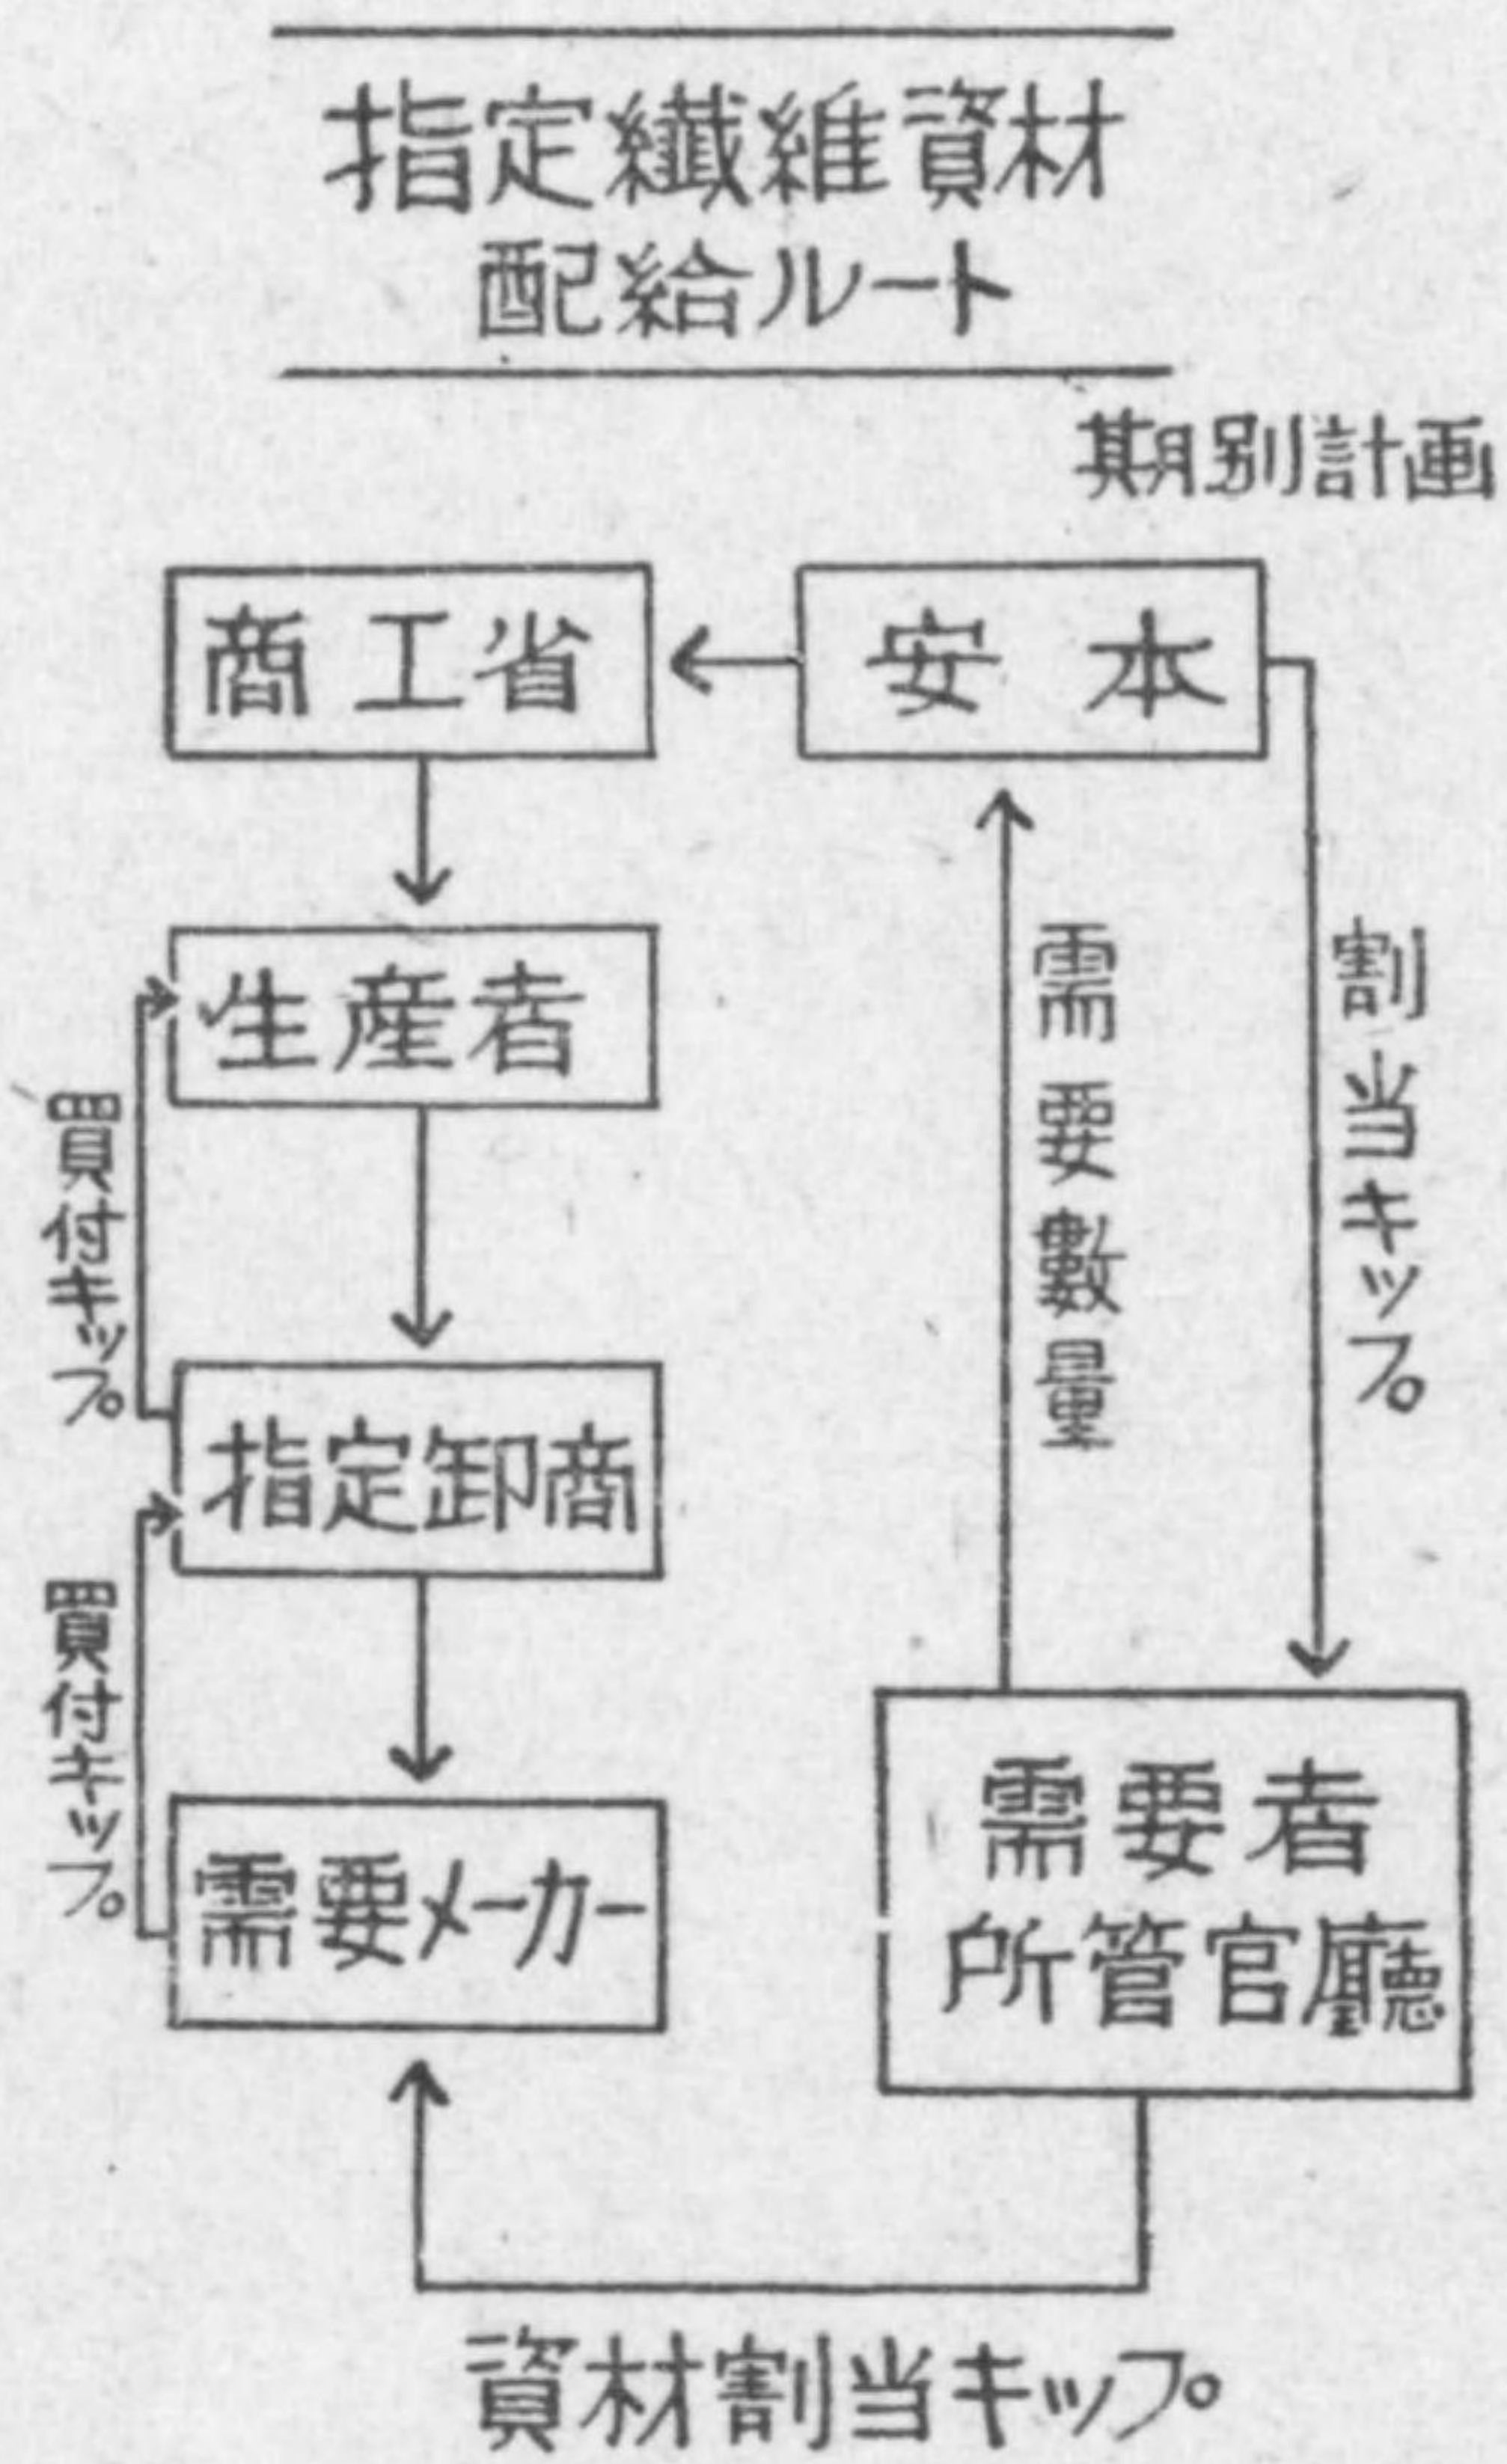 指定纖維資材
配給ルート
期別計画
商工省
安本
生産者
買付キップ
需要數量
割当キップ
指定卸商
買付キップ
需要メーカー
需要者
所管官廳
資材割当キップ